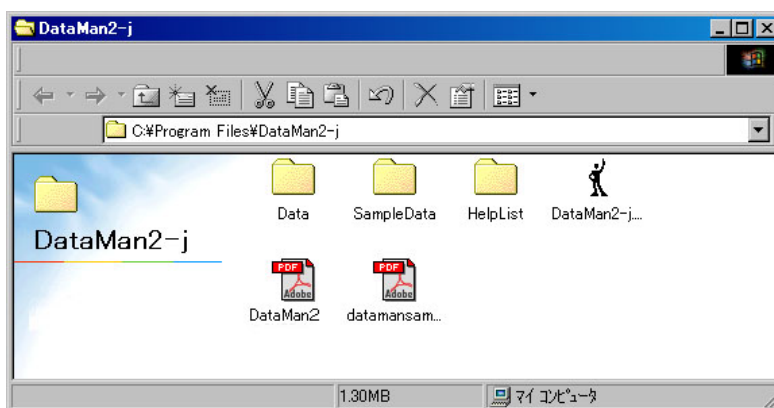 DataMan2-j
C:¥Program Files¥DataMan2-j
DataMan2-j
Data
SampleData
HelpList
DataMan2-j...
PDF
Adobe
PDF
Adobe
DataMan2
datamansam...
1.30MB
マイ コンピュータ